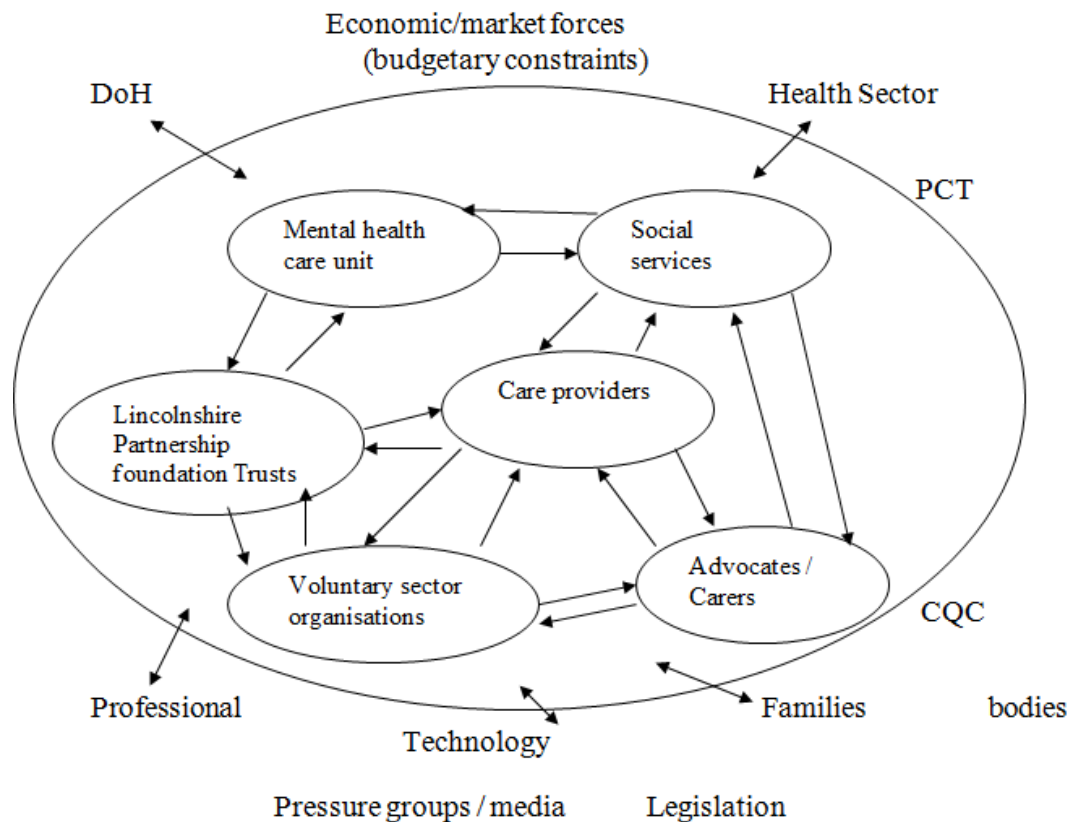 Economic/market forces
(budgetary constraints)
DoH
Health Sector
PCT
Mental health
care unit
Social
services
Care providers
Lincolnshire
Partnership
foundation Trusts
Voluntary sector
organisations
Advocates /
Carers
CQC
Professional
Families
bodies
Technology
Pressure groups / media
Legislation